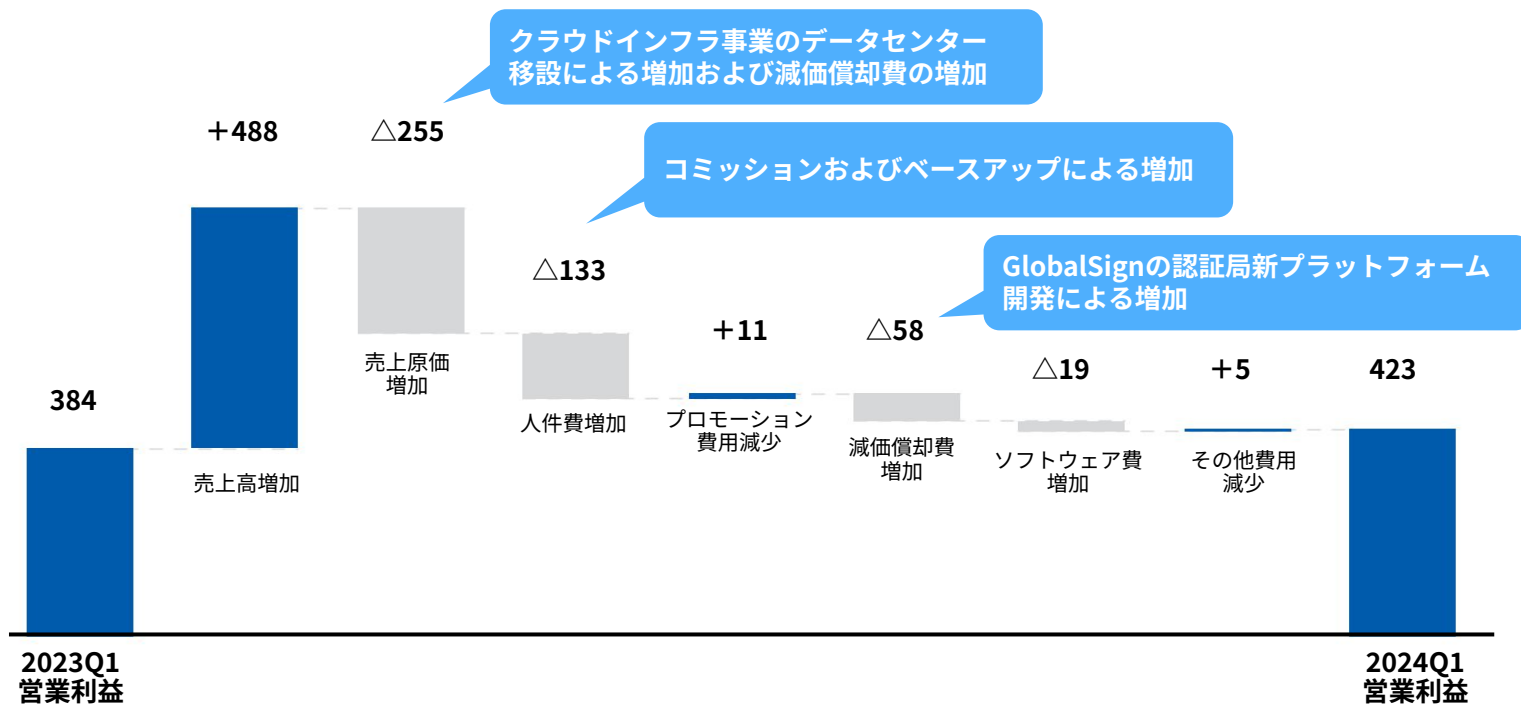 クラウドインフラ事業のデータセンター
移設による増加および減価償却費の増加
＋488
△255
コミッションおよびベースアップによる増加
△133
GlobalSignの認証局新プラットフォーム
開発による増加
＋11
△58
△19
＋5
423
384
売上原価
増加
人件費増加
プロモーション
費用減少
減価償却費
増加
ソフトウェア費
増加
その他費用
減少
売上高増加
2023Q1
営業利益
2024Q1
営業利益